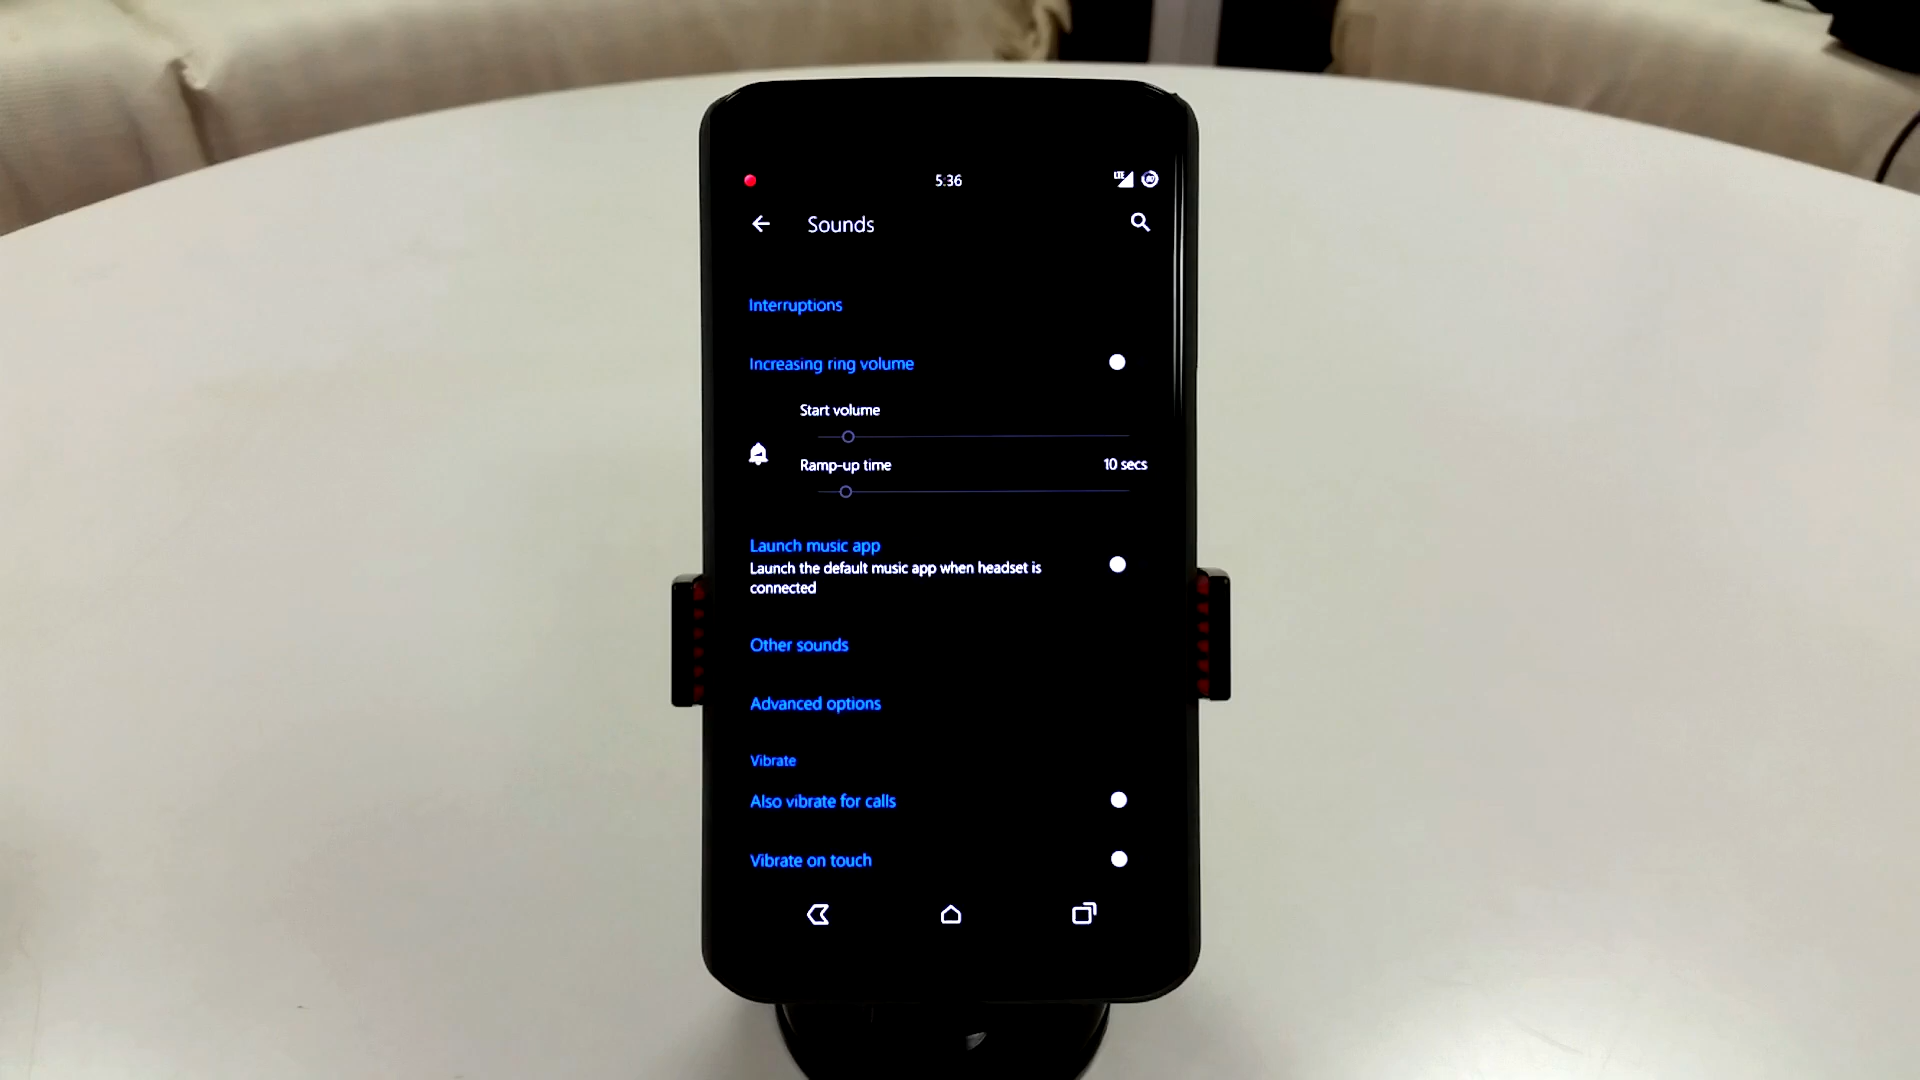 5:36
LTE
Sounds
Interruptions
Increasing ring volume
Start volume
Ramp-up time 10 secs
Launch music app
Launch the default music app when headset is
connected
Other sounds
Advanced options
Vibrate
Also vibrate for calls
Vibrate on touch